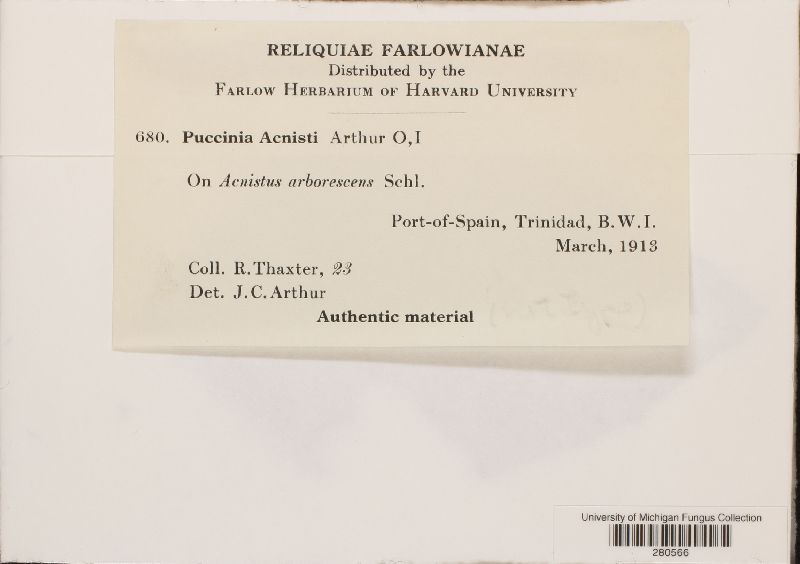 RELIQUIAE FARLOWIANAE
Distributed by the
FARLOW HERBARIUM OF HARVARD UNIVERSITY
680. Puccinia Acnisti Arthur O,I
On Acnistus arborescens Schl.
Port-of-Spain, Trinidad, B.W.I.
March, 1913
Coll. R.Thaxter, 23
Det. J.C.Arthur
Authentic material
University of Michigan Fungus Collection
280566